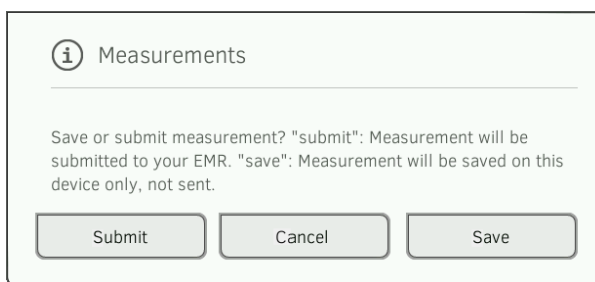 Measurements
Save or submit measurement? "submit": Measurement will be
submitted to your EMR. "save": Measurement will be saved on this
device only, not sent.
Submit Cancel Save